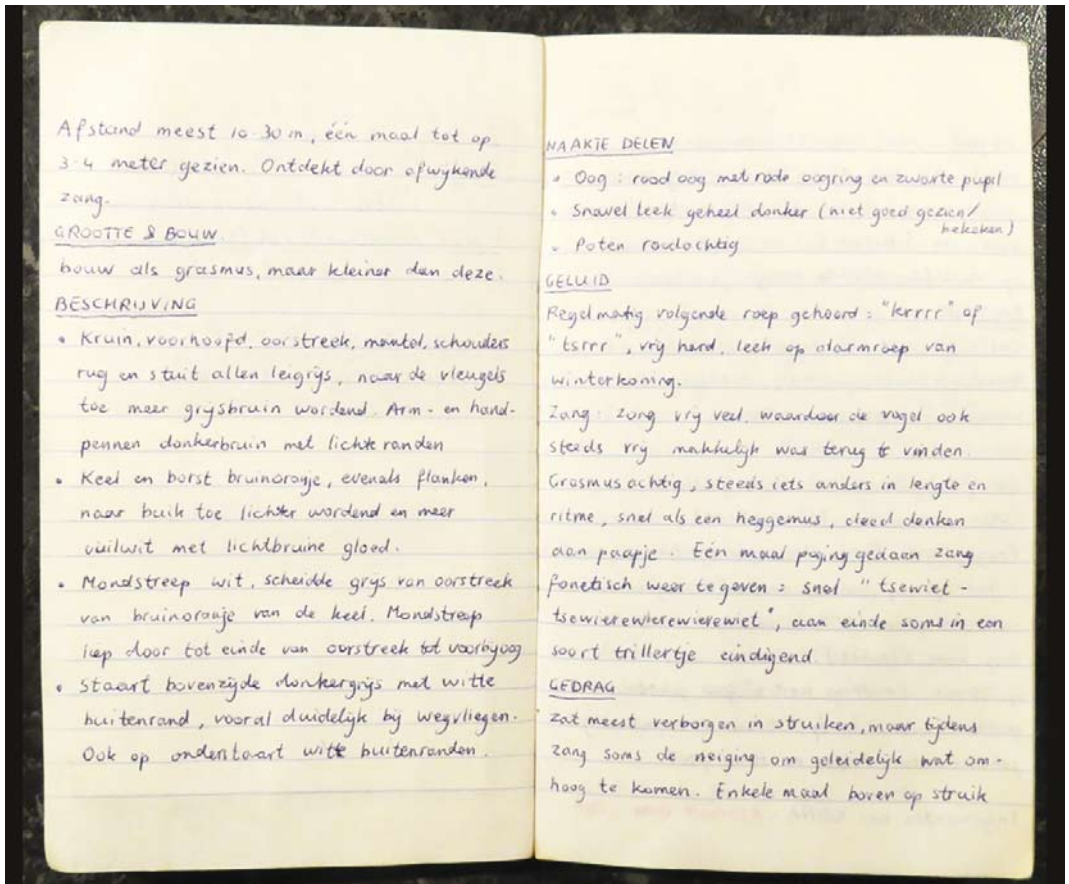 Afstand meest 10-30 m, één maal tot op
3-4 meter gezien. Ontdekt door afwijkende
zang.
GROOTTE & BOUW
bouw als grasmus, maar kleiner dan deze.
BESCHRIJVING
• Kruin, voorhoofd, oorstreek, mantel, schouders
rug en stuit allen leigrijs, naar de vleugels
toe meer grijsbruin wordend. Arm- en hand-
pennen donkerbruin met lichte randen
• Keel en borst bruinoranje, evenals flanken,
naar buik toe lichter wordend en meer
vuilwit met lichtbruine gloed.
• Mondstreep wit, scheidde grijs van oorstreek
van bruinoranje van de keel. Mondstreep
liep door tot einde van oorstreek tot voorbij oog
• Staart bovenzijde donkergrijs met witte
buitenrand, vooral duidelijk bij wegvliegen.
Ook op onderstaart witte buitenranden.
NAAKTE DELEN
• Oog: rood oog met rode oogring en zwarte pupil
• Snavel leek geheel donker (niet goed gezien/
bekeken)
• Poten roodachtig
GELUID
Regelmatig volgende roep gehoord: "krrrr" of
"tsrrr", vrij hard, leek op alarmroep van
winterkoning.
Zang: zong vrij veel, waardoor de vogel ook
steeds vrij makkelijk was terug te vinden.
Grasmusachtig, steeds iets anders in lengte en
ritme, snel als een heggemus, deed denken
aan paapje. Eén maal poging gedaan zang
fonetisch weer te geven: snel "tsewiet-
tsewierewierewierewiet", aan einde soms in een
soort trillertje eindigend.
GEDRAG
zat meest verborgen in struiken, maar tijdens
zang soms de neiging om geleidelijk wat om-
hoog te komen. Enkele maal boven op struik